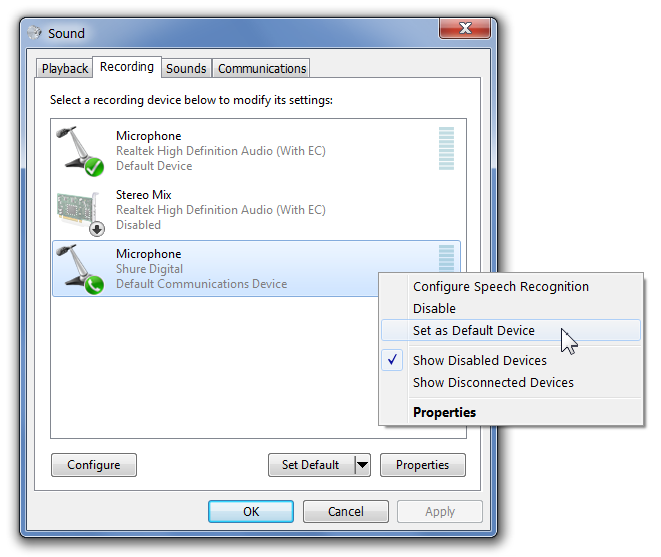 Sound
Playback Recording Sounds Communications
Select a recording device below to modify its settings:
Microphone
Realtek High Definition Audio (With EC)
Default Device
Stereo Mix
Realtek High Definition Audio (With EC)
Disabled
Microphone
Shure Digital
Default Communications Device
Configure Speech Recognition
Disable
Set as Default Device
Show Disabled Devices
Show Disconnected Devices
Properties
Configure Set Default Properties
OK Cancel Apply